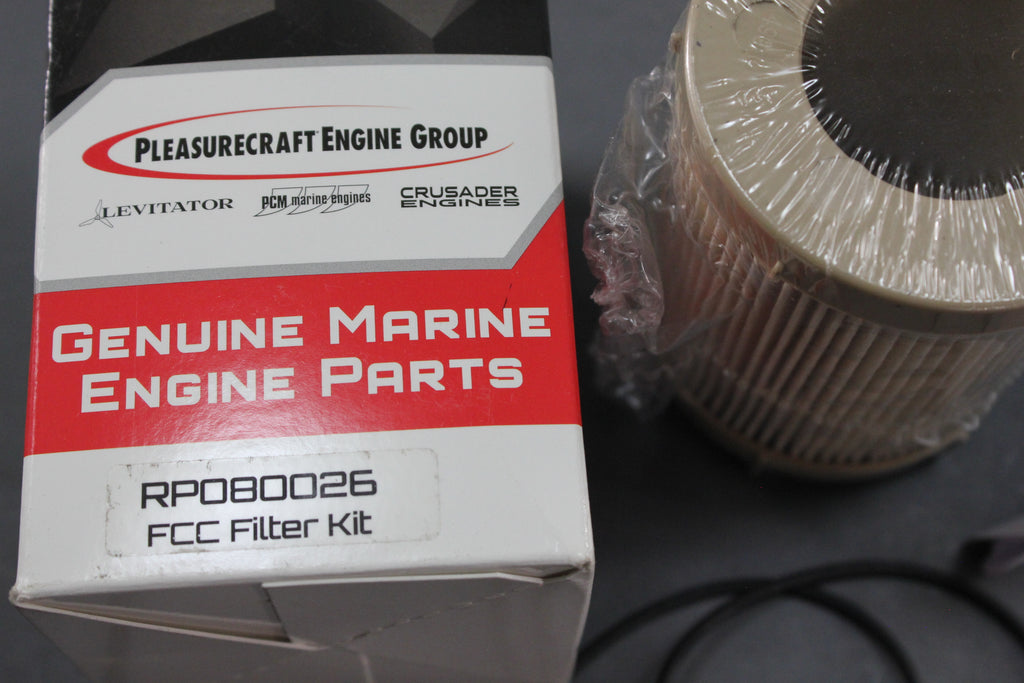 PLEASURECRAFT ENGINE GROUP
LEVITATOR
PCM marine engines
CRUSADER
ENGINES
GENUINE MARINE
ENGINE PARTS
RP080026
FCC Filter Kit